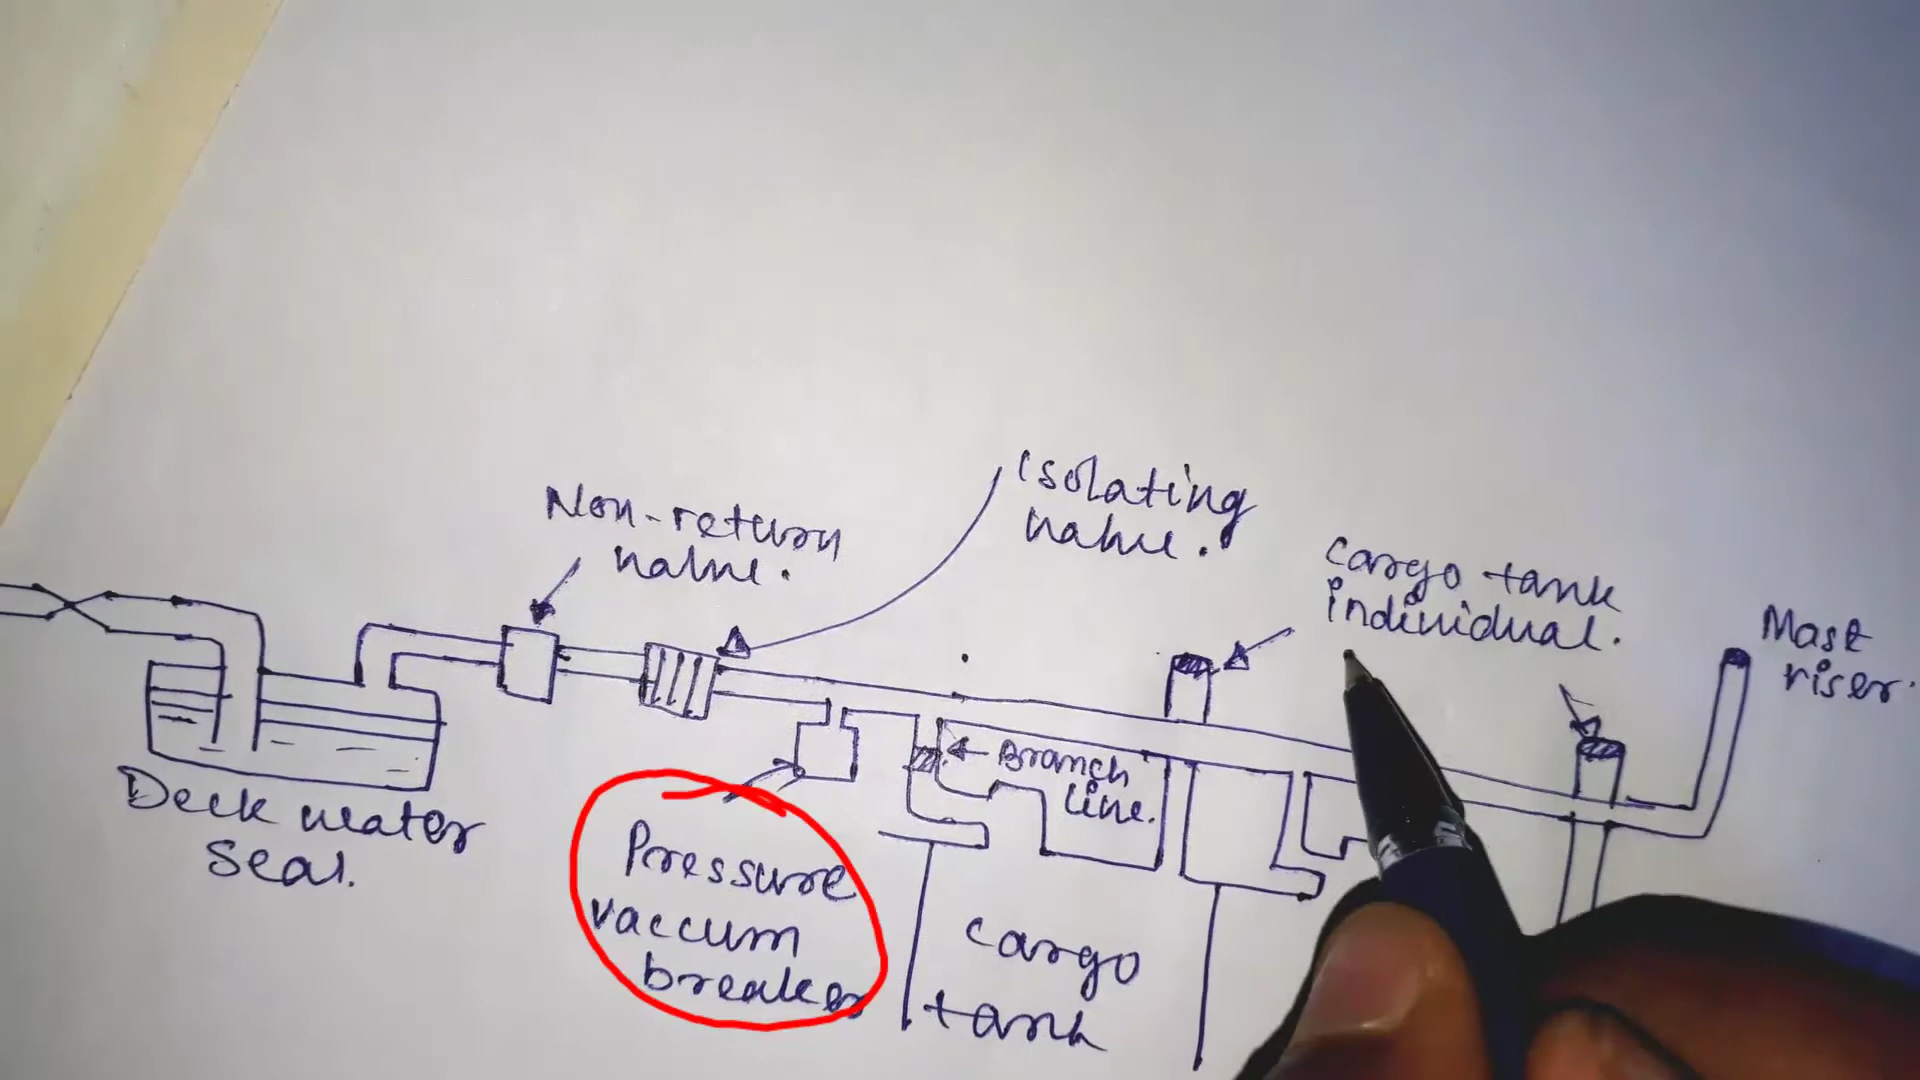 Isolating
valve.
Non-return
valve.
Cargo tank
individual.
Mast
riser.
Branch
line.
Deck water
seal.
Pressure
vaccum
breaker
cargo
tank